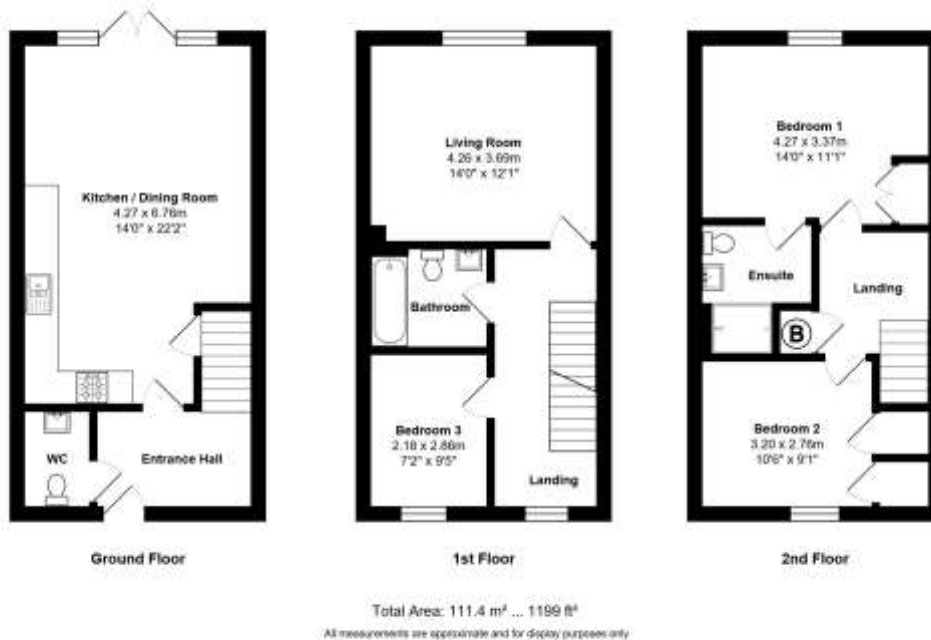 Kitchen / Dining Room
4.27 x 6.76m
14'0" x 22'2"
WC
Entrance Hall
Ground Floor
Living Room
4.26 x 3.69m
14'0" x 12'1"
Bathroom
Bedroom 3
2.18 x 2.86m
7'2" x 9'5"
Landing
1st Floor
Bedroom 1
4.27 x 3.37m
14'0" x 11'1"
Ensuite
Landing
B
Bedroom 2
3.20 x 2.76m
10'6" x 9'1"
2nd Floor
Total Area: 111.4 m² ... 1199 ft²
All measurements are approximate and for display purposes only